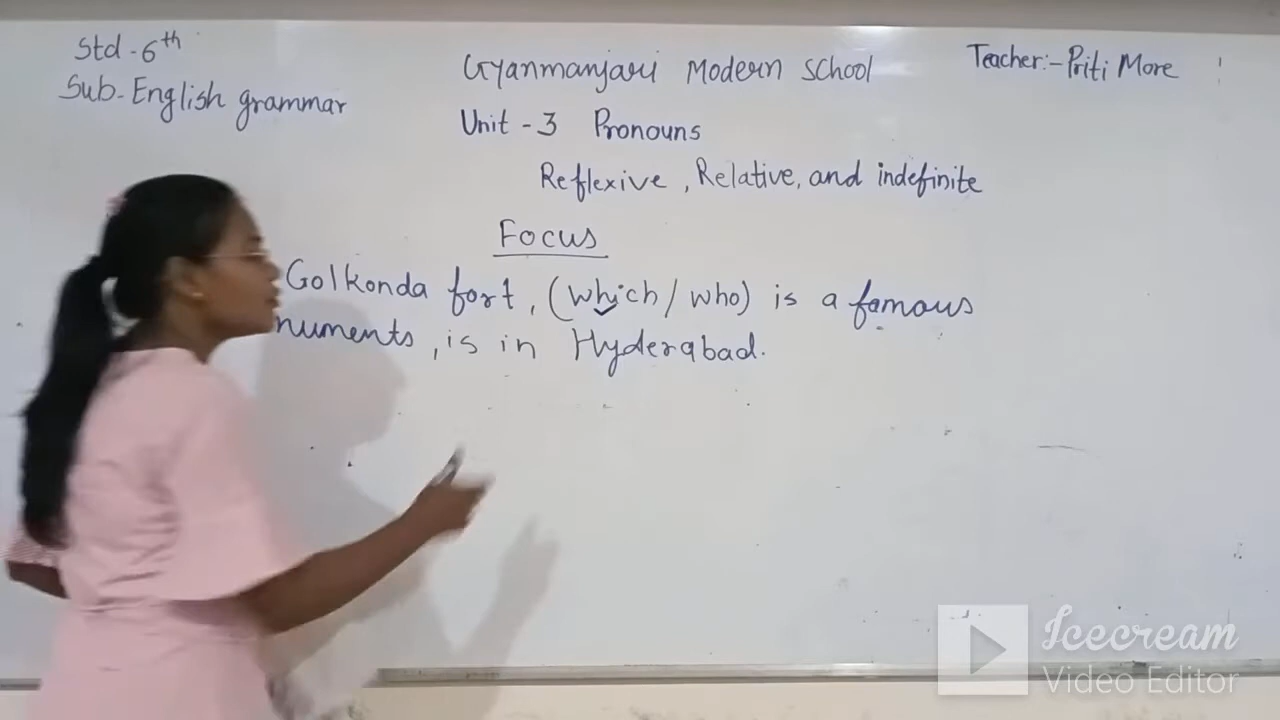 Std - 6th
Sub - English grammar
Gyanmanjari Modern School
Teacher:- Priti More
Unit - 3 Pronouns
Reflexive, Relative, and indefinite
Focus
Golkonda fort, (which / who) is a famous
numents, is in Hyderabad.
Icecream
Video Editor